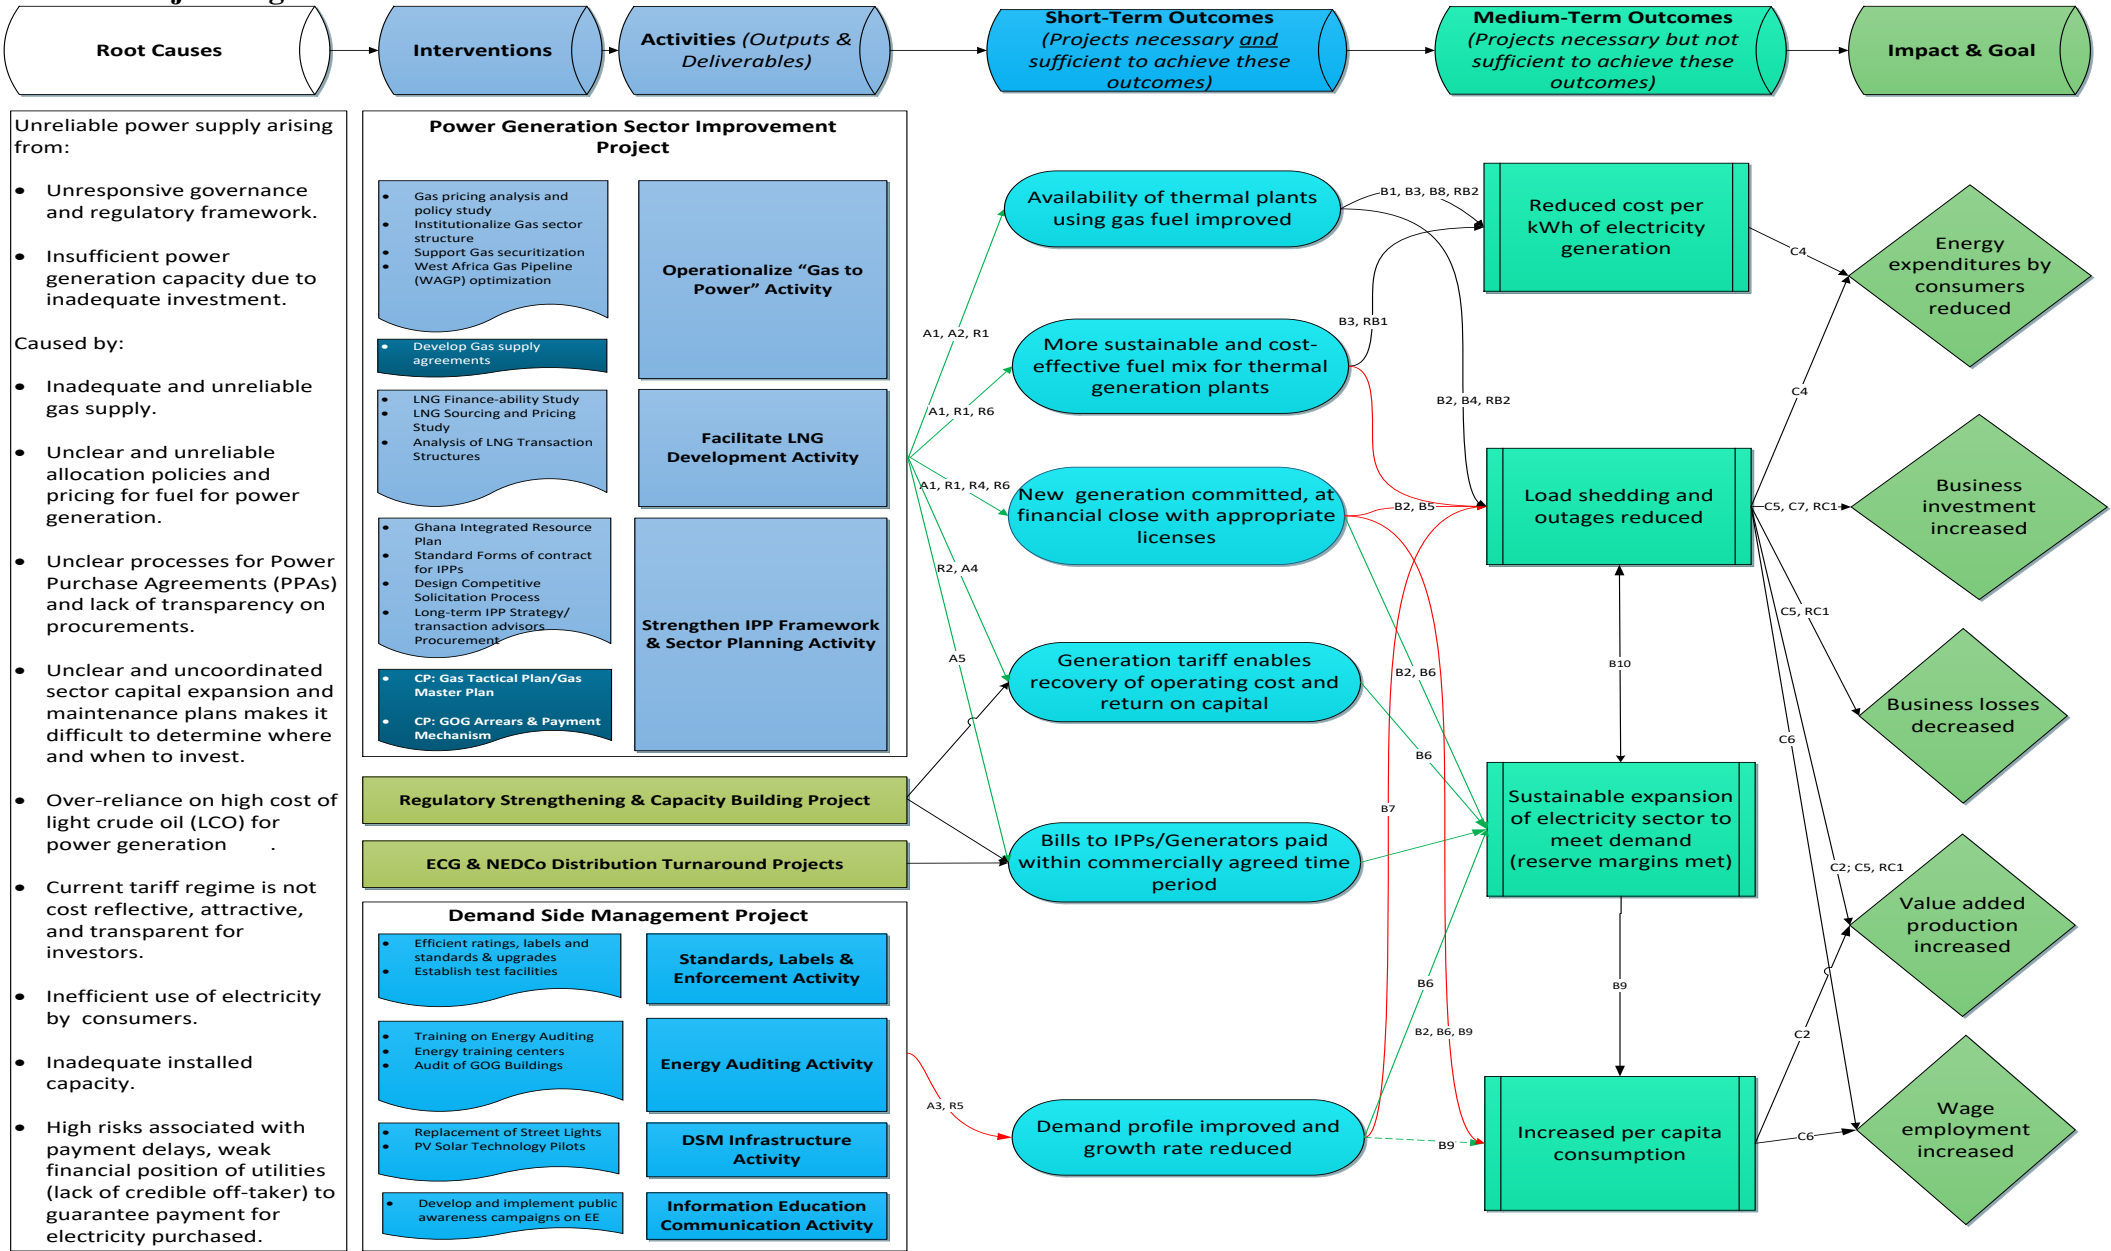 Root Causes
Interventions
Activities (Outputs &
Deliverables)
Short-Term Outcomes
(Projects necessary and
sufficient to achieve these
outcomes)
Medium-Term Outcomes
(Projects necessary but not
sufficient to achieve these
outcomes)
Impact & Goal
Unreliable power supply arising
from:
• Unresponsive governance
and regulatory framework.
• Insufficient power
generation capacity due to
inadequate investment.
Caused by:
• Inadequate and unreliable
gas supply.
• Unclear and unreliable
allocation policies and
pricing for fuel for power
generation.
• Unclear processes for Power
Purchase Agreements (PPAs)
and lack of transparency on
procurements.
• Unclear and uncoordinated
sector capital expansion and
maintenance plans makes it
difficult to determine where
and when to invest.
• Over-reliance on high cost of
light crude oil (LCO) for
power generation .
• Current tariff regime is not
cost reflective, attractive,
and transparent for
investors.
• Inefficient use of electricity
by consumers.
• Inadequate installed
capacity.
• High risks associated with
payment delays, weak
financial position of utilities
(lack of credible off-taker) to
guarantee payment for
electricity purchased.
Power Generation Sector Improvement
Project
• Gas pricing analysis and
policy study
• Institutionalize Gas sector
structure
• Support Gas securitization
• West Africa Gas Pipeline
(WAGP) optimization
• Develop Gas supply
agreements
Operationalize “Gas to
Power” Activity
• LNG Finance-ability Study
• LNG Sourcing and Pricing
Study
• Analysis of LNG Transaction
Structures
Facilitate LNG
Development Activity
• Ghana Integrated Resource
Plan
• Standard Forms of contract
for IPPs
• Design Competitive
Solicitation Process
• Long-term IPP Strategy/
transaction advisors
Procurement
• CP: Gas Tactical Plan/Gas
Master Plan
• CP: GOG Arrears & Payment
Mechanism
Strengthen IPP Framework
& Sector Planning Activity
Regulatory Strengthening & Capacity Building Project
ECG & NEDCo Distribution Turnaround Projects
Demand Side Management Project
• Efficient ratings, labels and
standards & upgrades
• Establish test facilities
Standards, Labels &
Enforcement Activity
• Training on Energy Auditing
• Energy training centers
• Audit of GOG Buildings
Energy Auditing Activity
• Replacement of Street Lights
• PV Solar Technology Pilots
DSM Infrastructure
Activity
• Develop and implement public
awareness campaigns on EE
Information Education
Communication Activity
A1, A2, R1
A1, R1, R6
A1, R1, R4, R6
R2, A4
A5
A3, R5
Availability of thermal plants
using gas fuel improved
More sustainable and cost-
effective fuel mix for thermal
generation plants
New generation committed, at
financial close with appropriate
licenses
Generation tariff enables
recovery of operating cost and
return on capital
Bills to IPPs/Generators paid
within commercially agreed time
period
Demand profile improved and
growth rate reduced
B1, B3, B8, RB2
B3, RB1
B2, B4, RB2
B2, B5
B2, B6
B6
B7
B6
B2, B6, B9
B9
Reduced cost per
kWh of electricity
generation
Load shedding and
outages reduced
B10
Sustainable expansion
of electricity sector to
meet demand
(reserve margins met)
B9
Increased per capita
consumption
C4
C4
C5, C7, RC1
C5, RC1
C6
C2; C5, RC1
C2
C6
Energy
expenditures by
consumers
reduced
Business
investment
increased
Business losses
decreased
Value added
production
increased
Wage
employment
increased